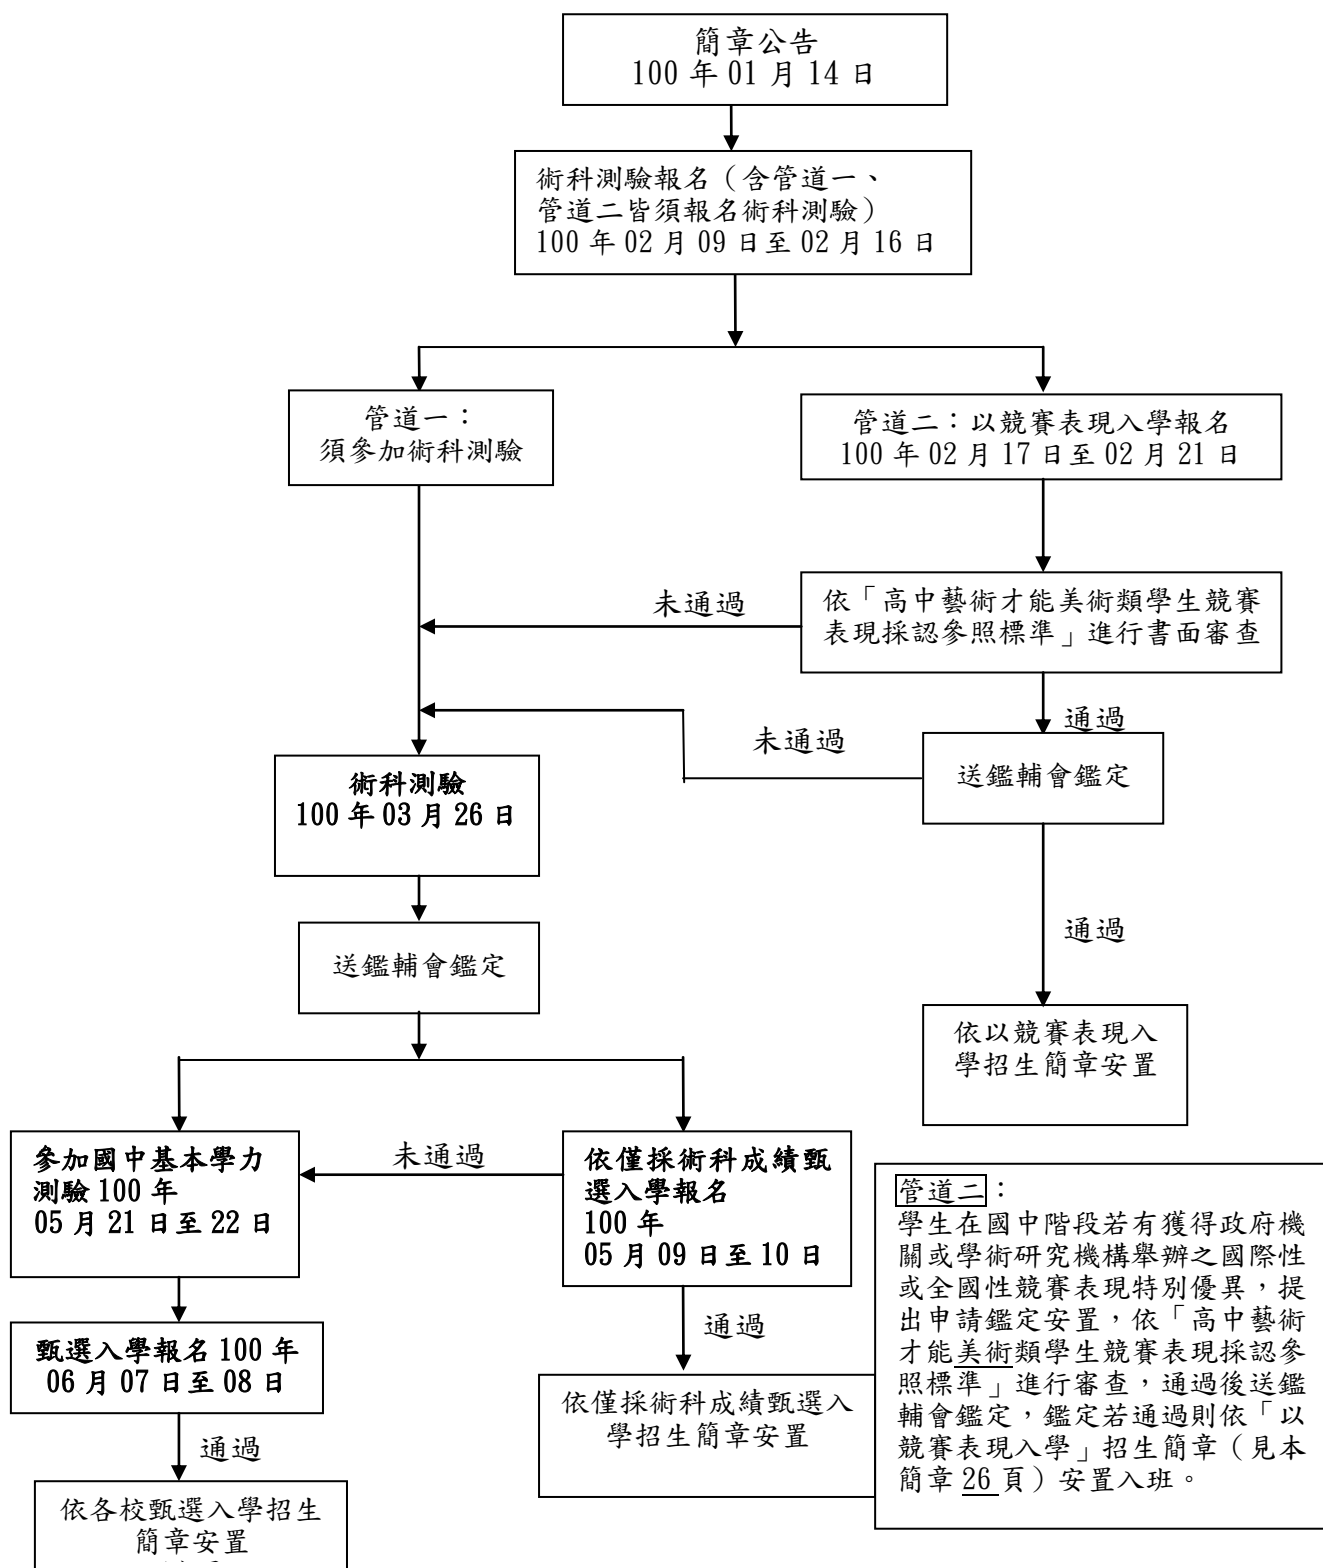 簡章公告
100 年 01 月 14 日
術科測驗報名（含管道一、
管道二皆須報名術科測驗）
100 年 02 月 09 日至 02 月 16 日
管道一：
須參加術科測驗
管道二：以競賽表現入學報名
100 年 02 月 17 日至 02 月 21 日
未通過
依「高中藝術才能美術類學生競賽
表現採認參照標準」進行書面審查
通過
未通過
送鑑輔會鑑定
術科測驗
100 年 03 月 26 日
通過
送鑑輔會鑑定
依以競賽表現入
學招生簡章安置
參加國中基本學力
測驗 100 年
05 月 21 日至 22 日
未通過
依僅採術科成績甄
選入學報名
100 年
05 月 09 日至 10 日
通過
甄選入學報名 100 年
06 月 07 日至 08 日
依僅採術科成績甄選入
學招生簡章安置
通過
依各校甄選入學招生
簡章安置
管道二：
學生在國中階段若有獲得政府機
關或學術研究機構舉辦之國際性
或全國性競賽表現特別優異，提
出申請鑑定安置，依「高中藝術
才能美術類學生競賽表現採認參
照標準」進行審查，通過後送鑑
輔會鑑定，鑑定若通過則依「以
競賽表現入學」招生簡章（見本
簡章 26 頁）安置入班。